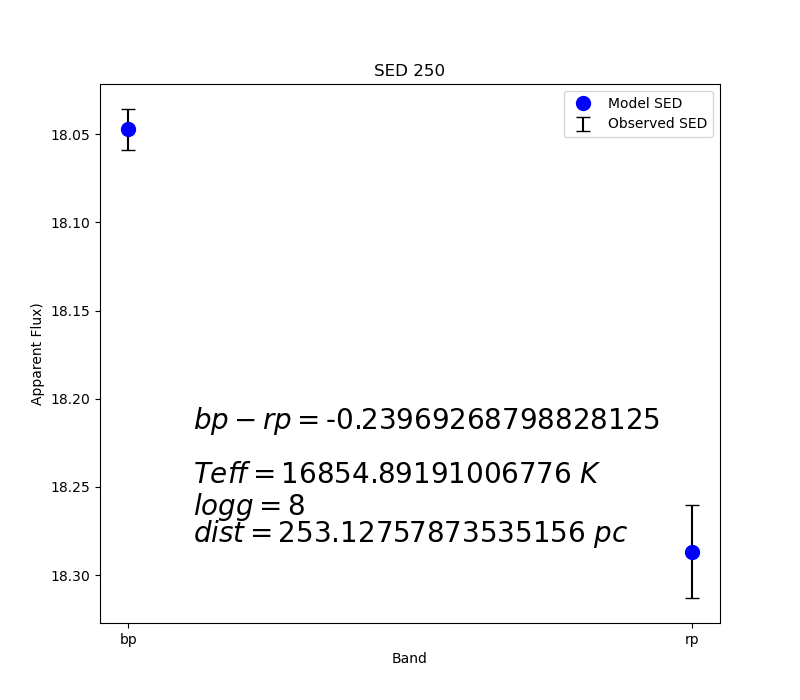 SED 250
Model SED
Observed SED
18.05
18.10
18.15
18.20
18.25
18.30
Apparent Flux)
bp − rp = -0.23969268798828125
Teff = 16854.89191006776 K
logg = 8
dist = 253.12757873535156 pc
bp
rp
Band